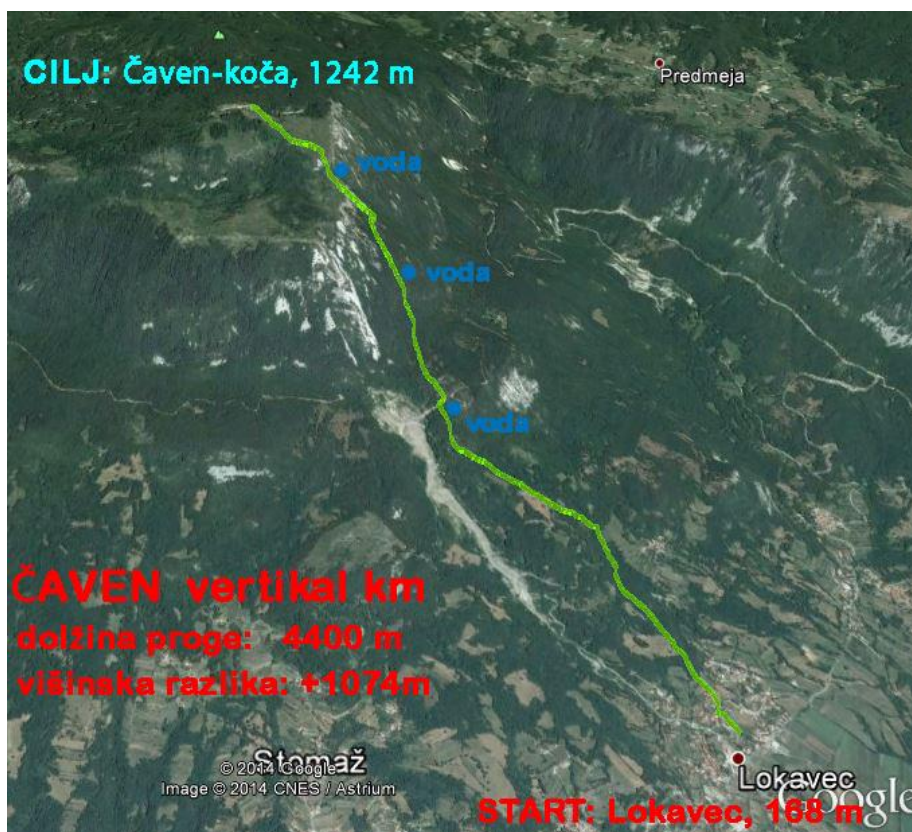 CILJ: Čaven-koča, 1242 m
Predmeja
voda
voda
voda
ČAVEN vertikal km
dolžina proge: 4400 m
višinska razlika: +1074m
Stomaž
© 2014 Google
Image © 2014 CNES / Astrium
Lokavec
Google
START: Lokavec, 168 m